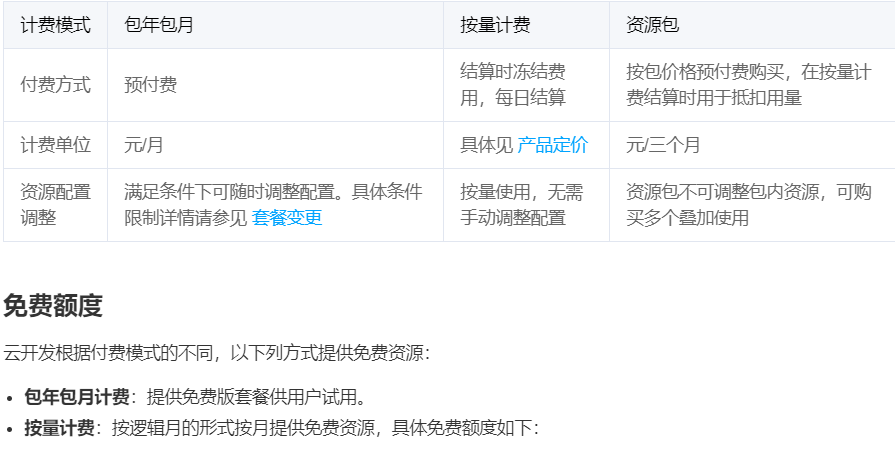 计费模式 包年包月 按量计费 资源包
付费方式 预付费 结算时冻结费用，每日结算 按包价格预付费购买，在按量计费结算时用于抵扣用量
计费单位 元/月 具体见 产品定价 元/三个月
资源配置调整 满足条件下可随时调整配置。具体条件限制详情请参见 套餐变更 按量使用，无需手动调整配置 资源包不可调整包内资源，可购买多个叠加使用
免费额度
云开发根据付费模式的不同，以下列方式提供免费资源：
• 包年包月计费：提供免费版套餐供用户试用。
• 按量计费：按逻辑月的形式按月提供免费资源，具体免费额度如下：